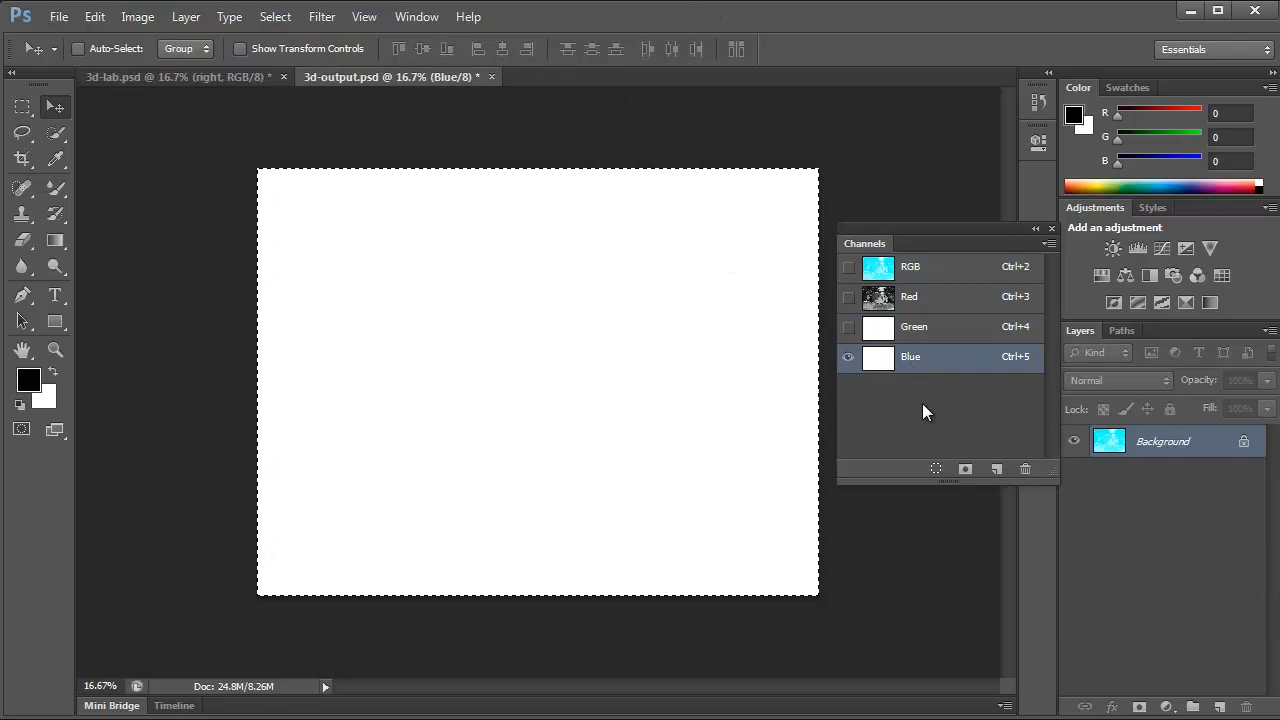 Ps File Edit Image Layer Type Select Filter View Window Help
Auto-Select: Group Show Transform Controls Essentials
3d-lab.psd @ 16.7% (right, RGB/8) * × 3d-output.psd @ 16.7% (Blue/8) * ×
Color Swatches
R 0
G 0
B 0
Adjustments Styles
Add an adjustment
Channels
RGB Ctrl+2
Red Ctrl+3
Green Ctrl+4
Blue Ctrl+5
Layers Paths
Kind
Normal Opacity: 100%
Lock: Fill: 100%
Background
16.67% Doc: 24.8M/8.26M
Mini Bridge Timeline